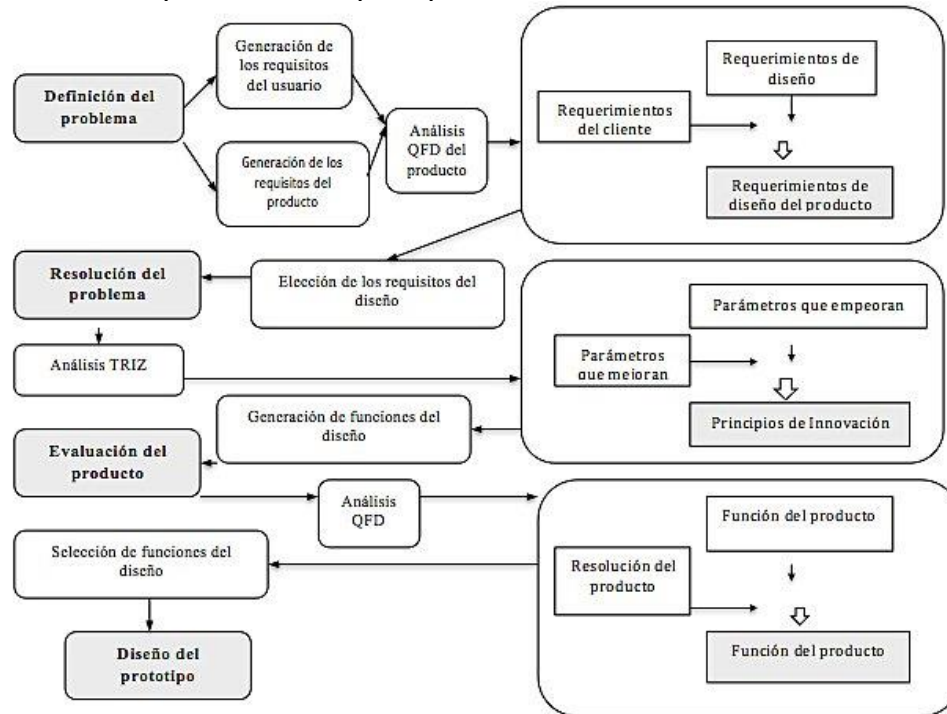 Generación de
los requisitos
del usuario
Definición del
problema
Generación de los
requisitos del
producto
Análisis
QFD del
producto
Requerimientos de
diseño
Requerimientos
del cliente
Requerimientos de
diseño del producto
Resolución del
problema
Elección de los requisitos del
diseño
Análisis TRIZ
Parámetros que empeoran
Parámetros
que mejoran
Principios de Innovación
Generación de funciones del
diseño
Evaluación del
producto
Análisis
QFD
Función del producto
Resolución del
producto
Función del producto
Selección de funciones del
diseño
Diseño del
prototipo